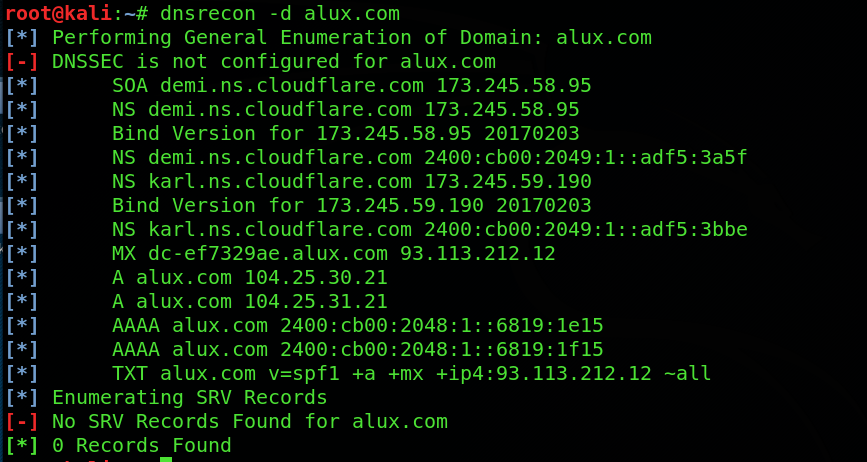 root@kali:~# dnsrecon -d alux.com
[*] Performing General Enumeration of Domain: alux.com
[-] DNSSEC is not configured for alux.com
[*] SOA demi.ns.cloudflare.com 173.245.58.95
[*] NS demi.ns.cloudflare.com 173.245.58.95
[*] Bind Version for 173.245.58.95 20170203
[*] NS demi.ns.cloudflare.com 2400:cb00:2049:1::adf5:3a5f
[*] NS karl.ns.cloudflare.com 173.245.59.190
[*] Bind Version for 173.245.59.190 20170203
[*] NS karl.ns.cloudflare.com 2400:cb00:2049:1::adf5:3bbe
[*] MX dc-ef7329ae.alux.com 93.113.212.12
[*] A alux.com 104.25.30.21
[*] A alux.com 104.25.31.21
[*] AAAA alux.com 2400:cb00:2048:1::6819:1e15
[*] AAAA alux.com 2400:cb00:2048:1::6819:1f15
[*] TXT alux.com v=spf1 +a +mx +ip4:93.113.212.12 ~all
[*] Enumerating SRV Records
[-] No SRV Records Found for alux.com
[*] 0 Records Found